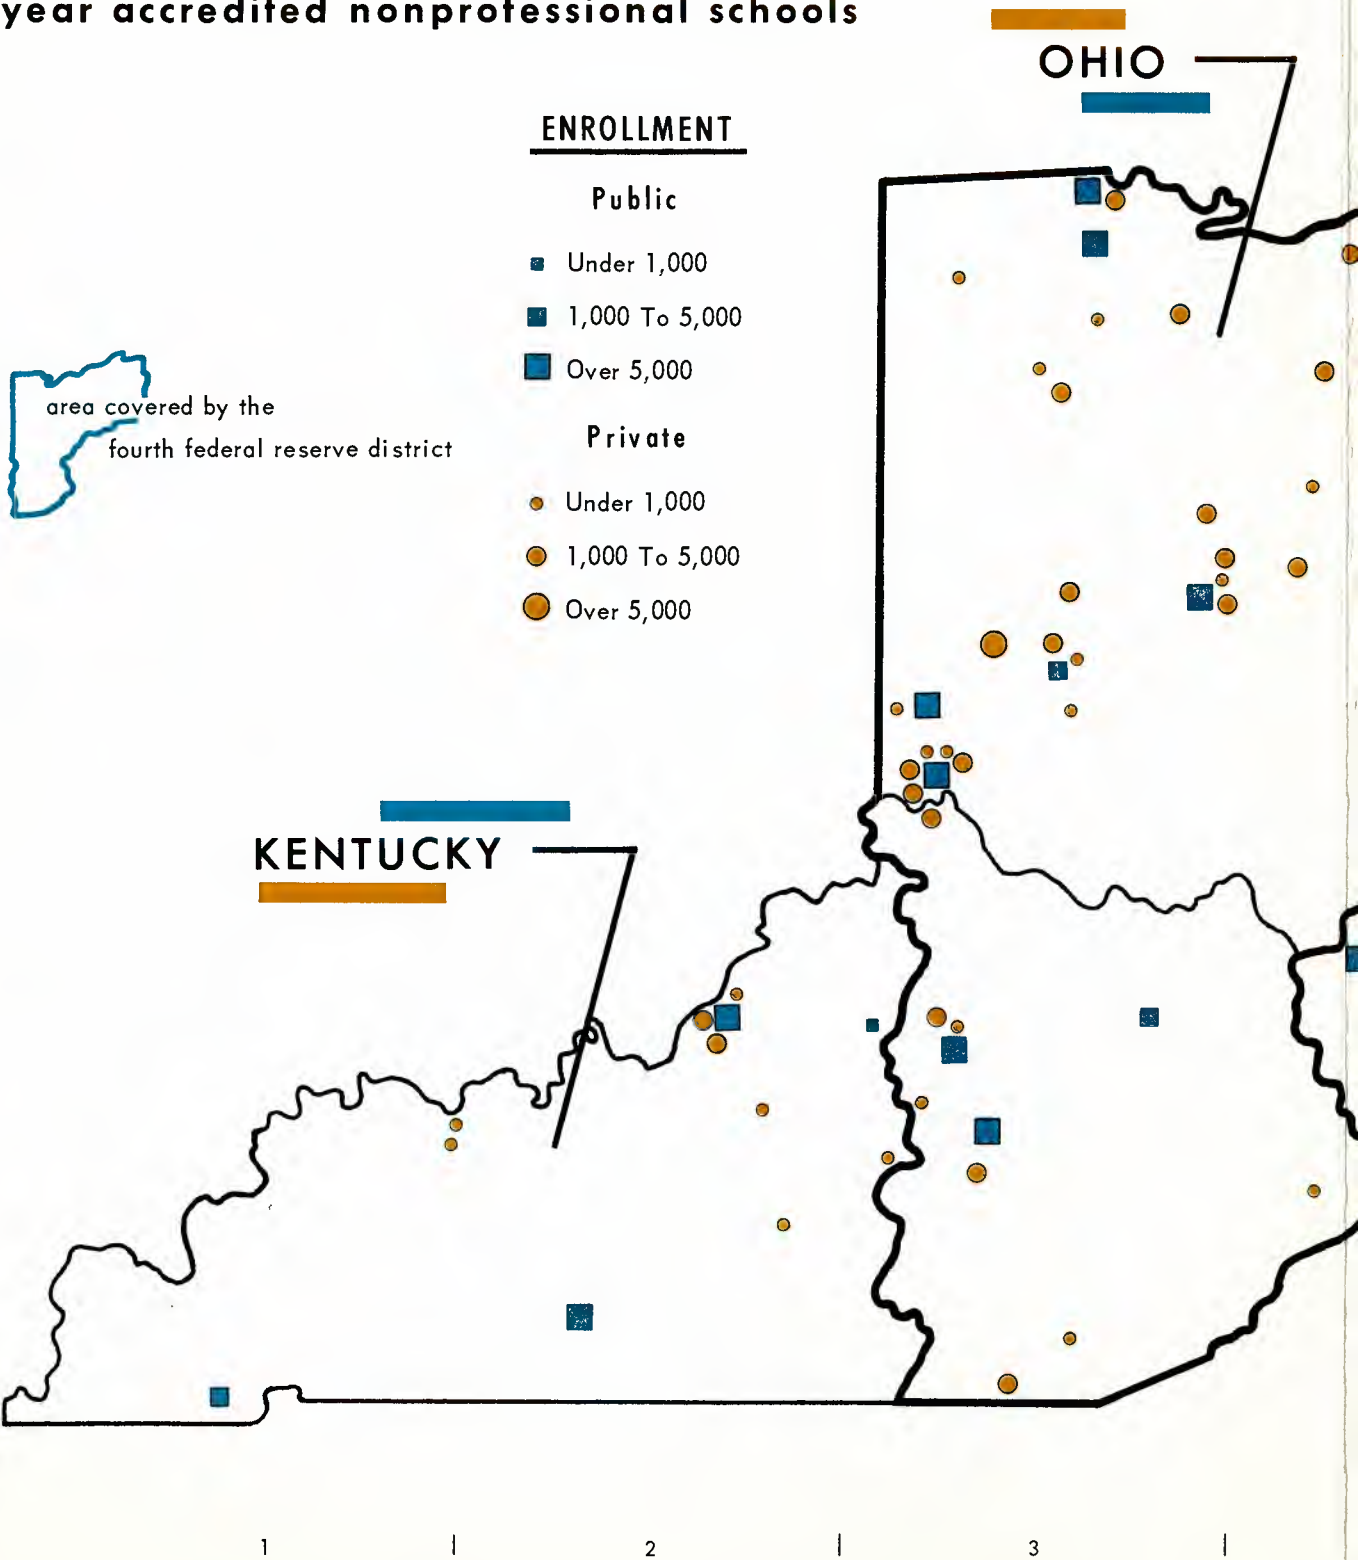 year accredited nonprofessional schools
OHIO
ENROLLMENT
Public
Under 1,000
1,000 To 5,000
Over 5,000
area covered by the
fourth federal reserve district
Private
Under 1,000
1,000 To 5,000
Over 5,000
KENTUCKY
1 2 3